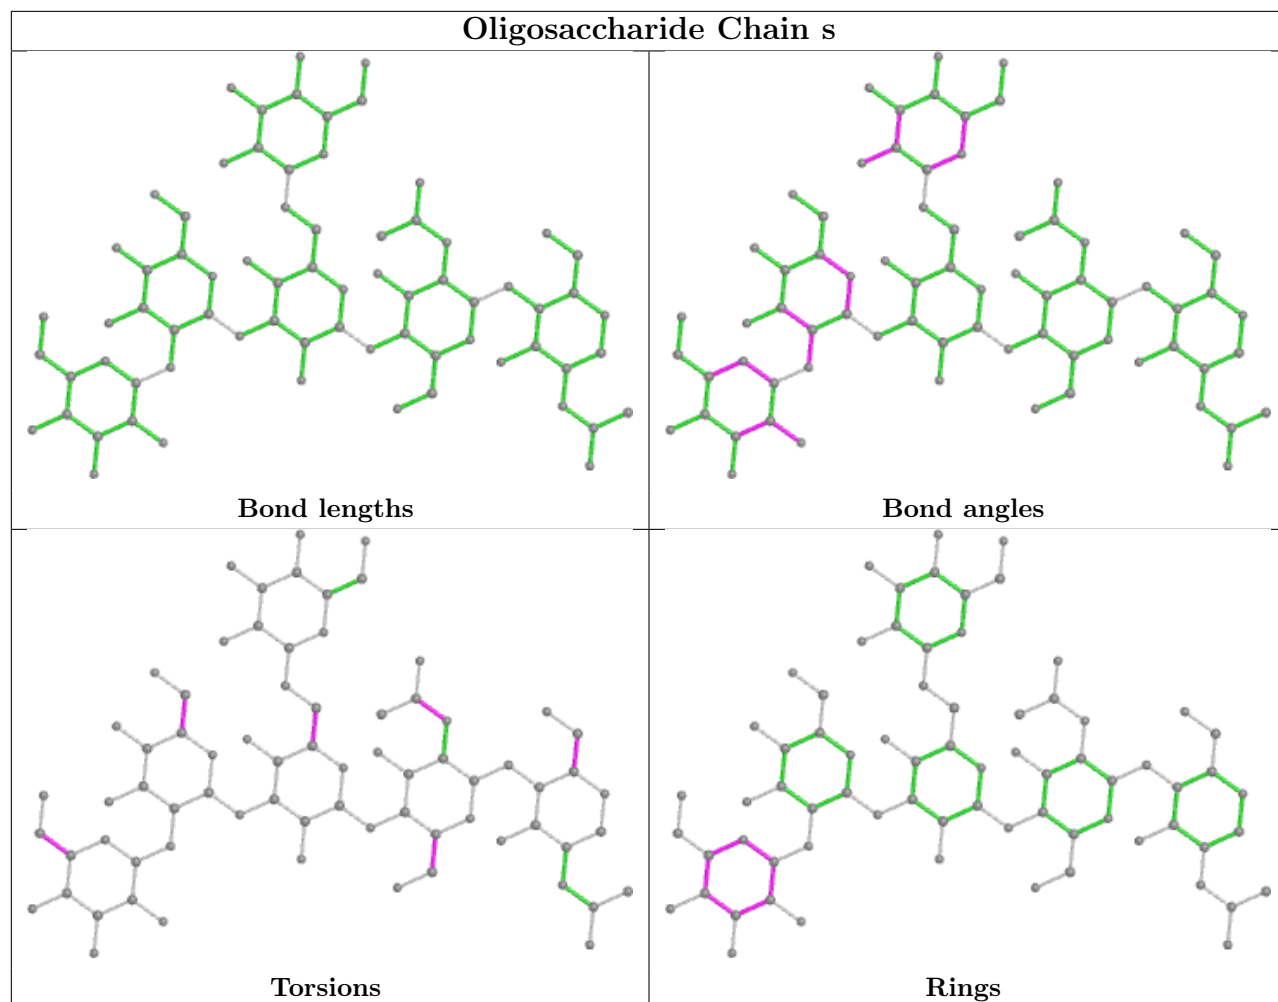 Oligosaccharide Chain s
Bond lengths
Bond angles
Torsions
Rings